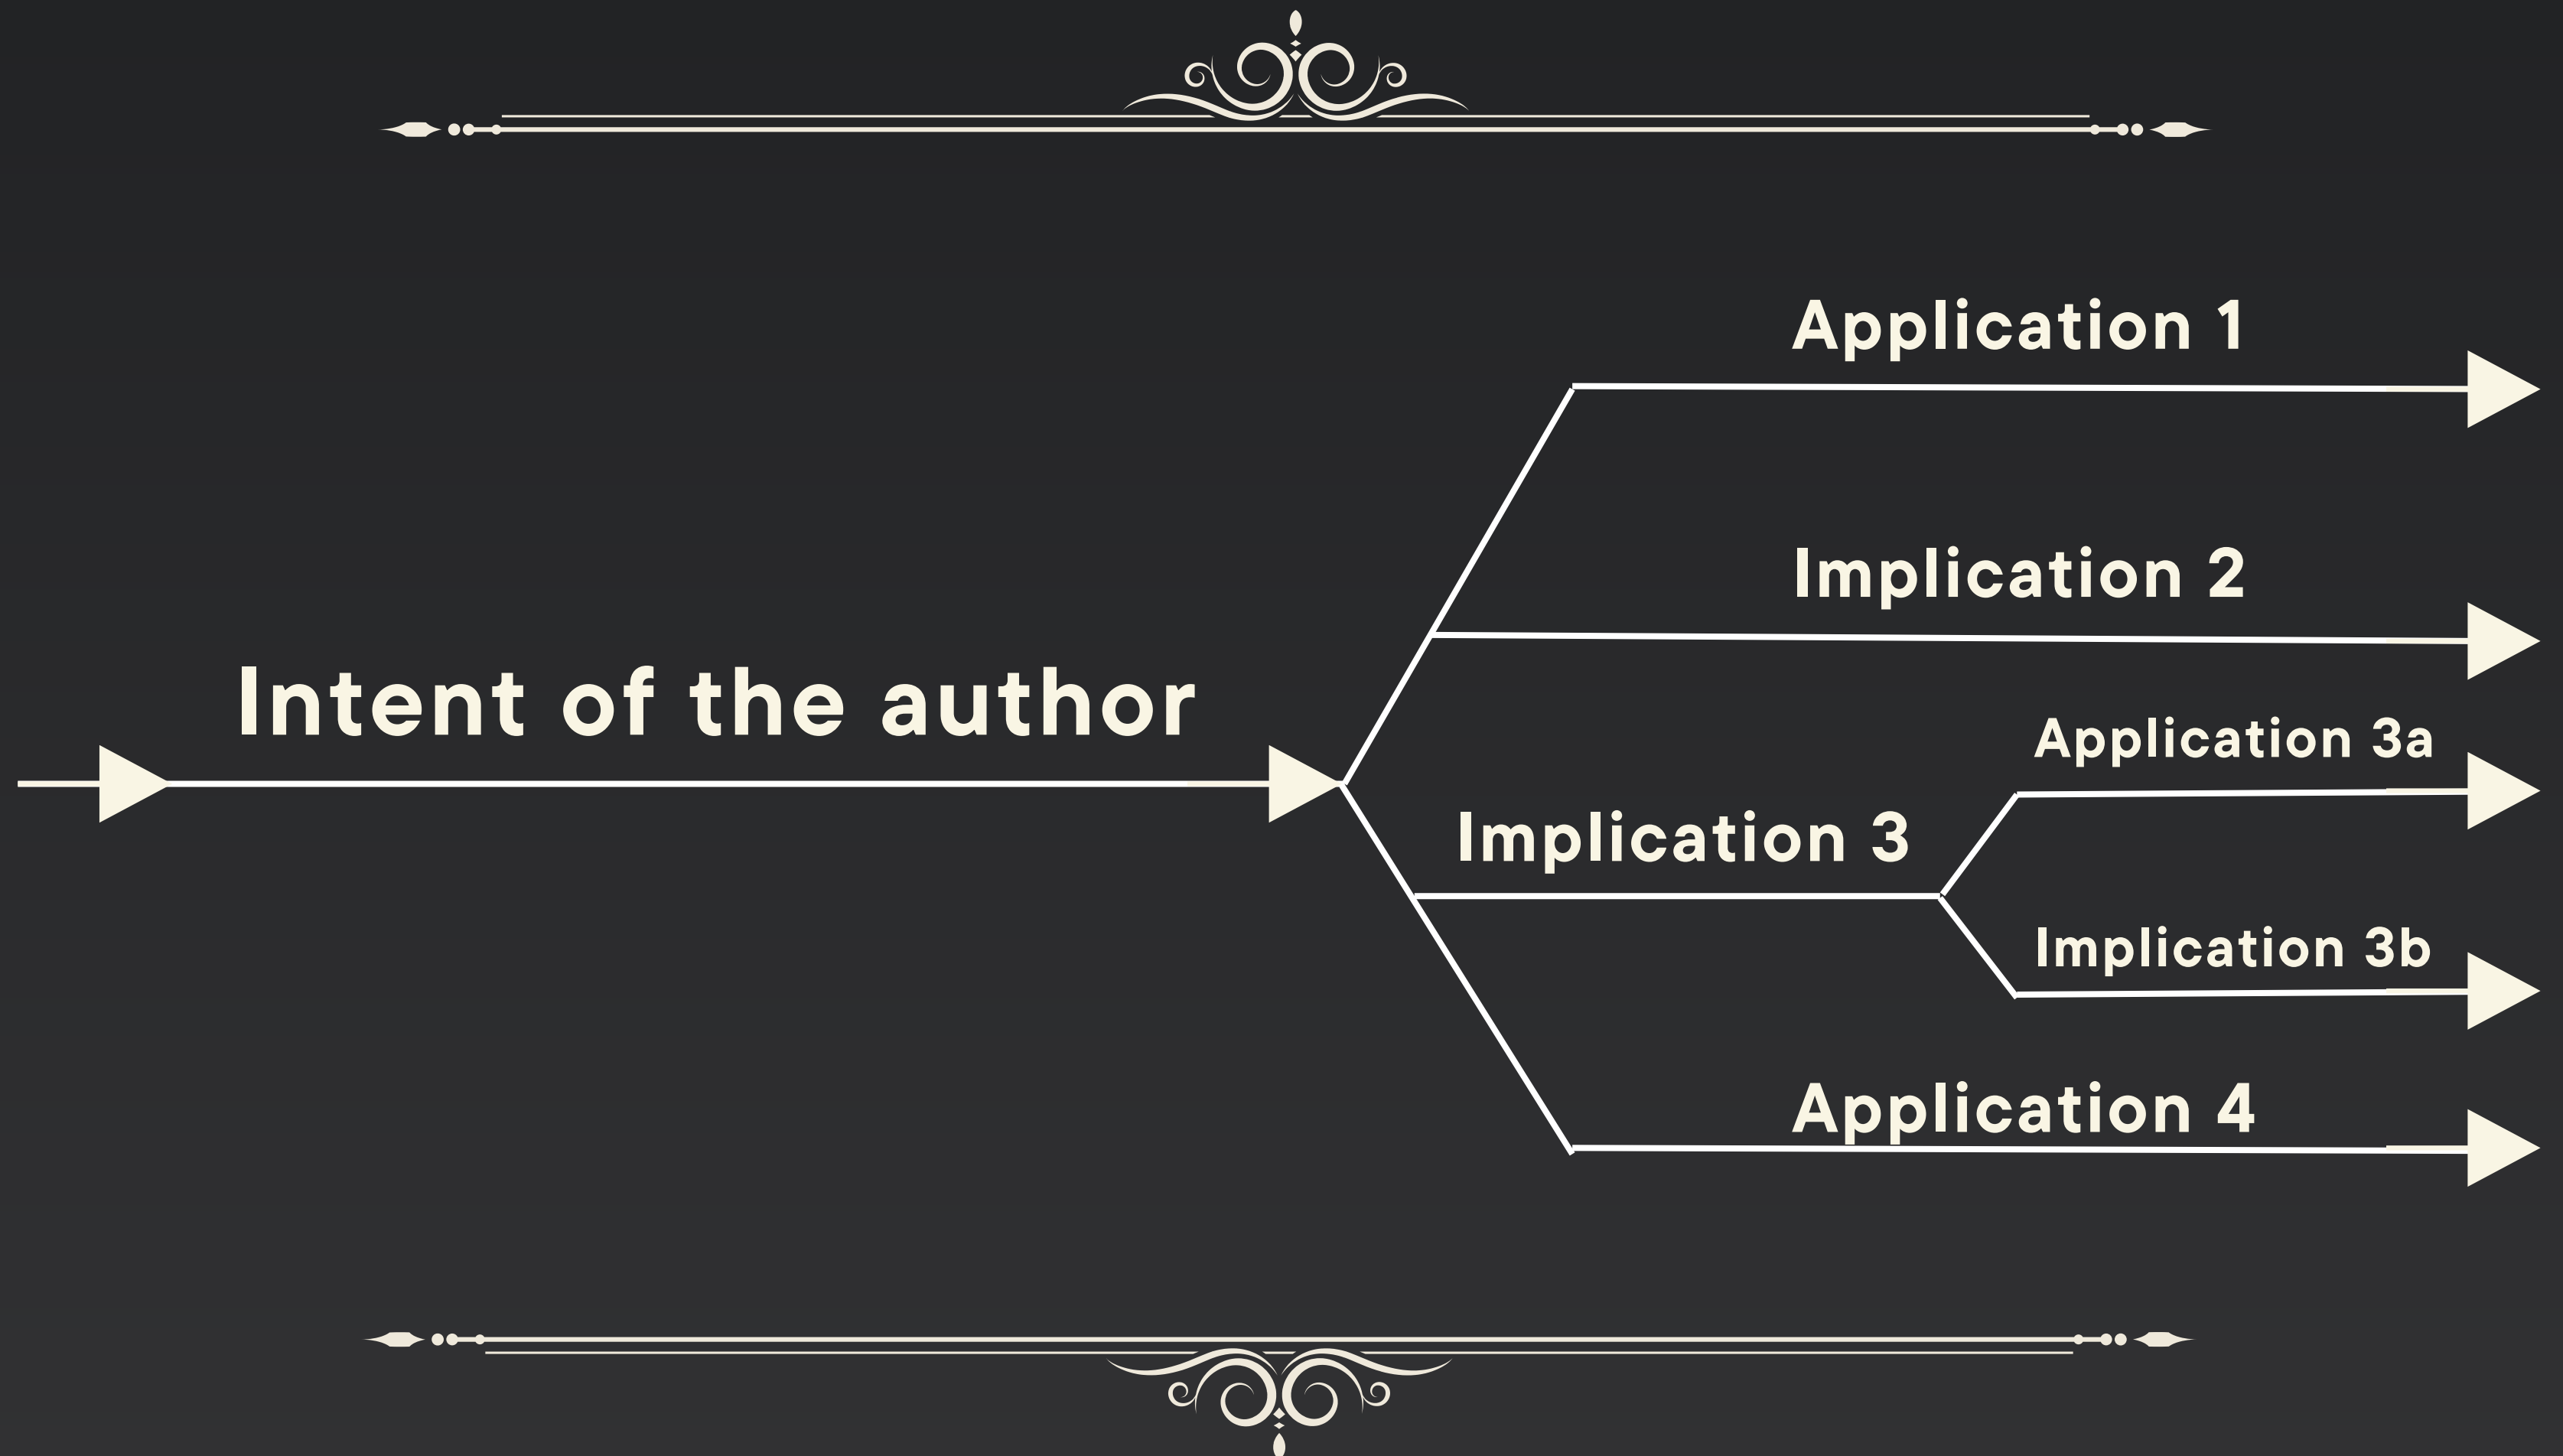 Application 1
Implication 2
Intent of the author
Application 3a
Implication 3
Implication 3b
Application 4